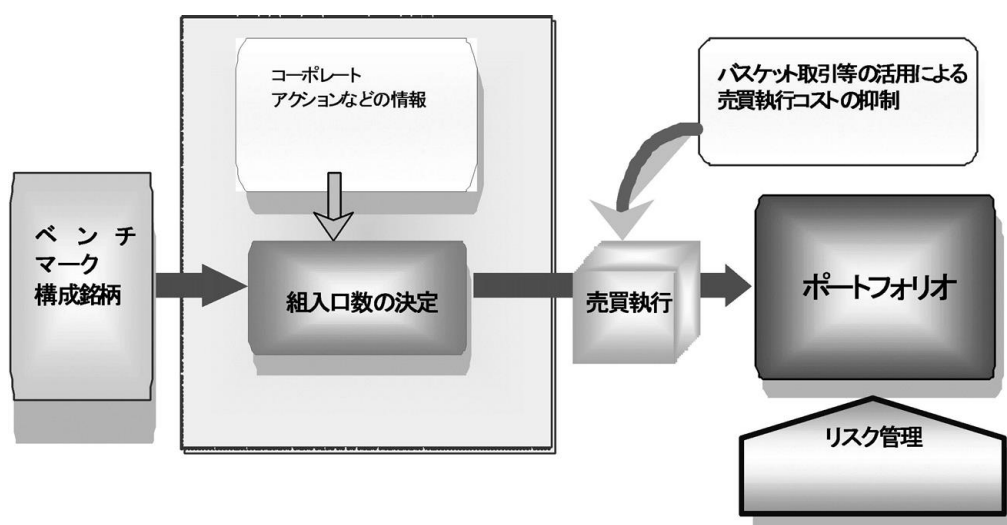 コーポレート
アクションなどの情報
バスケット取引等の活用による
売買執行コストの抑制
ベンチ
マーク
構成銘柄
組入口数の決定
売買執行
ポートフォリオ
リスク管理